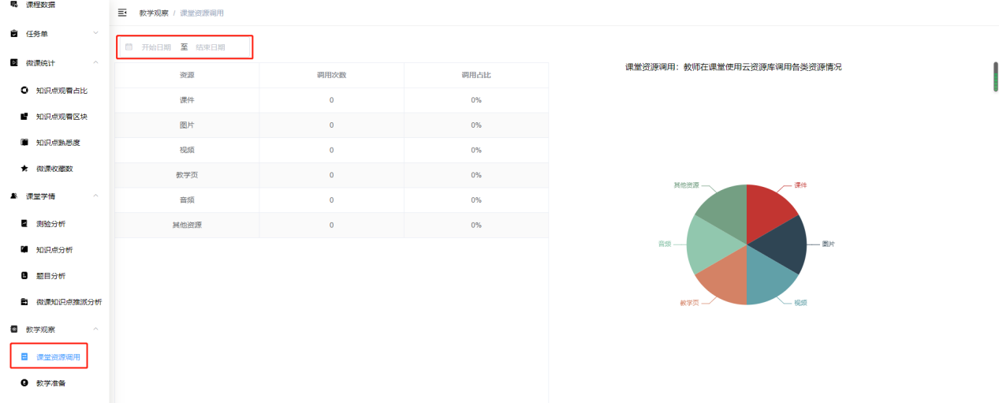 课程数据
任务单
微课统计
知识点观看占比
知识点观看区块
知识点熟悉度
微课收藏数
课堂学情
测验分析
知识点分析
题目分析
微课知识点推派分析
教学观察
课堂资源调用
教学准备
教学观察 / 课堂资源调用
开始日期 至 结束日期
资源 调用次数 调用占比
课件 0 0%
图片 0 0%
视频 0 0%
教学页 0 0%
音频 0 0%
其他资源 0 0%
课堂资源调用：教师在课堂使用云资源库调用各类资源情况
其他资源 课件
音频 图片
教学页 视频